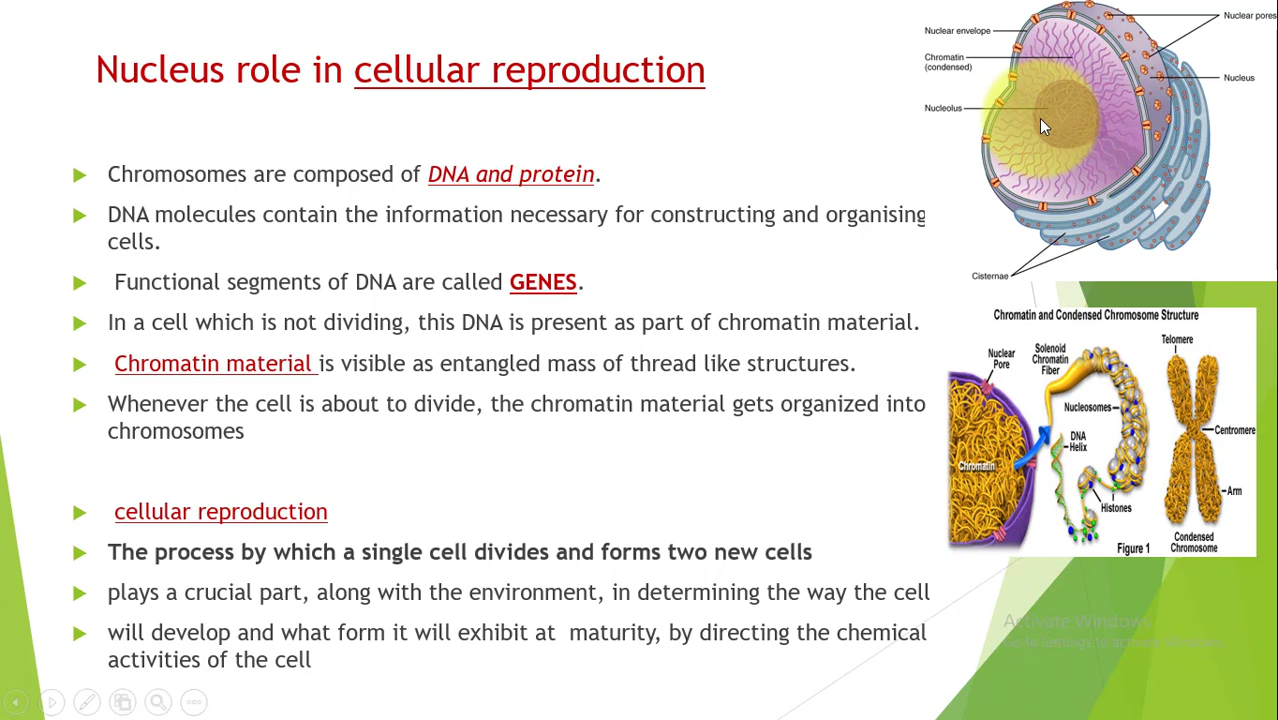 Nucleus role in cellular reproduction
Chromosomes are composed of DNA and protein.
DNA molecules contain the information necessary for constructing and organising
cells.
Functional segments of DNA are called GENES.
In a cell which is not dividing, this DNA is present as part of chromatin material.
Chromatin material is visible as entangled mass of thread like structures.
Whenever the cell is about to divide, the chromatin material gets organized into
chromosomes
cellular reproduction
The process by which a single cell divides and forms two new cells
plays a crucial part, along with the environment, in determining the way the cell
will develop and what form it will exhibit at maturity, by directing the chemical
activities of the cell
Nuclear pores
Nuclear envelope
Chromatin
(condensed)
Nucleus
Nucleolus
Cisternae
Chromatin and Condensed Chromosome Structure
Telomere
Nuclear
Pore
Solenoid
Chromatin
Fiber
Nucleosomes
Centromere
DNA
Helix
Chromatin
Arm
Histones
Condensed
Chromosome
Figure 1
Activate Windows
Go to Settings to activate Windows.